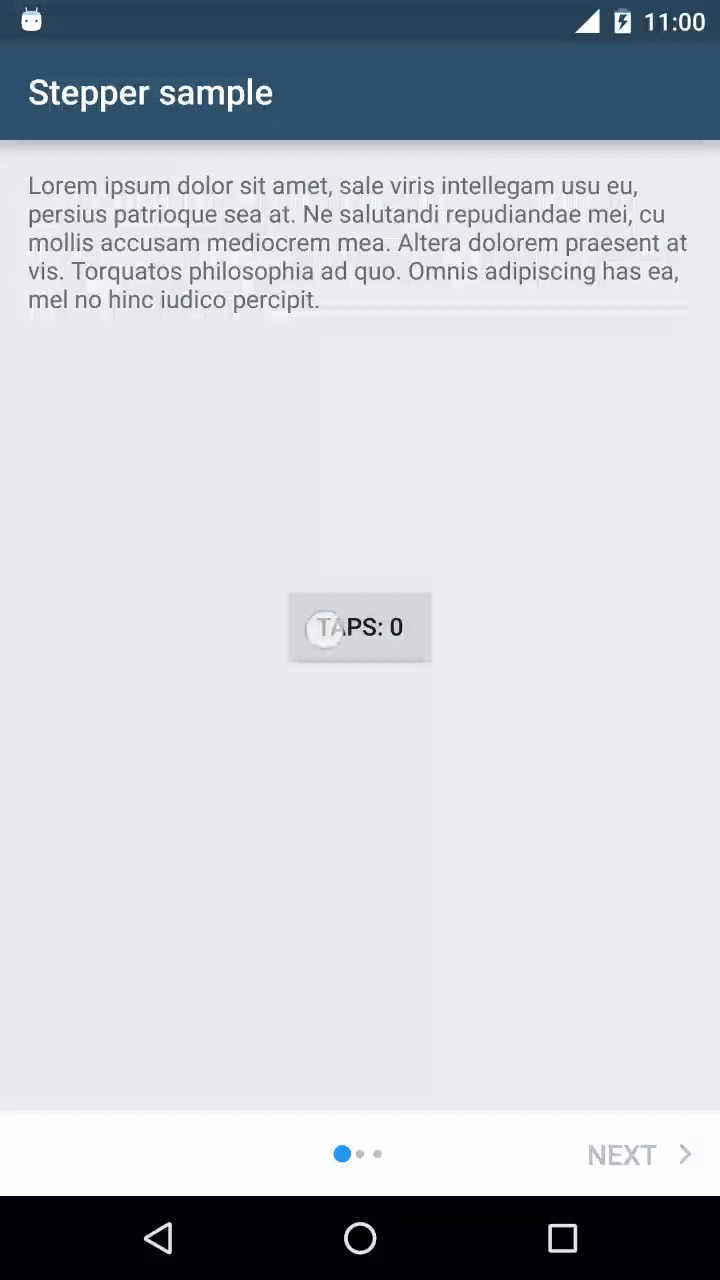 11:00
Stepper sample
Lorem ipsum dolor sit amet, sale viris intellegam usu eu,
persius patrioque sea at. Ne salutandi repudiandae mei, cu
mollis accusam mediocrem mea. Altera dolorem praesent at
vis. Torquatos philosophia ad quo. Omnis adipiscing has ea,
mel no hinc iudico percipit.
TAPS: 0
NEXT